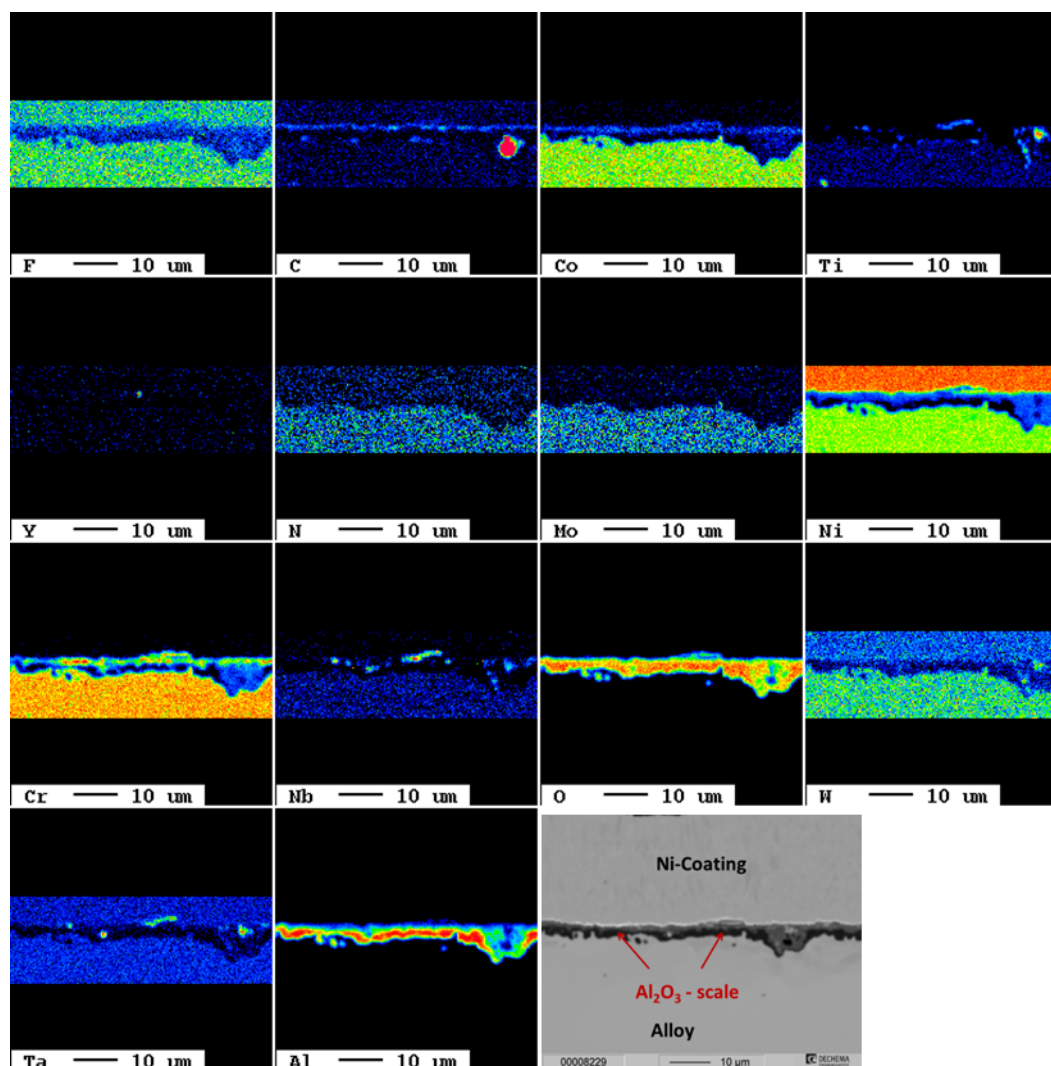 F 10 um
C 10 um
Co 10 um
Ti 10 um
Y 10 um
N 10 um
Mo 10 um
Ni 10 um
Cr 10 um
Nb 10 um
O 10 um
W 10 um
Ta 10 um
Al 10 um
Ni-Coating
Al₂O₃ - scale
Alloy
00008229 10 µm DECHEMA